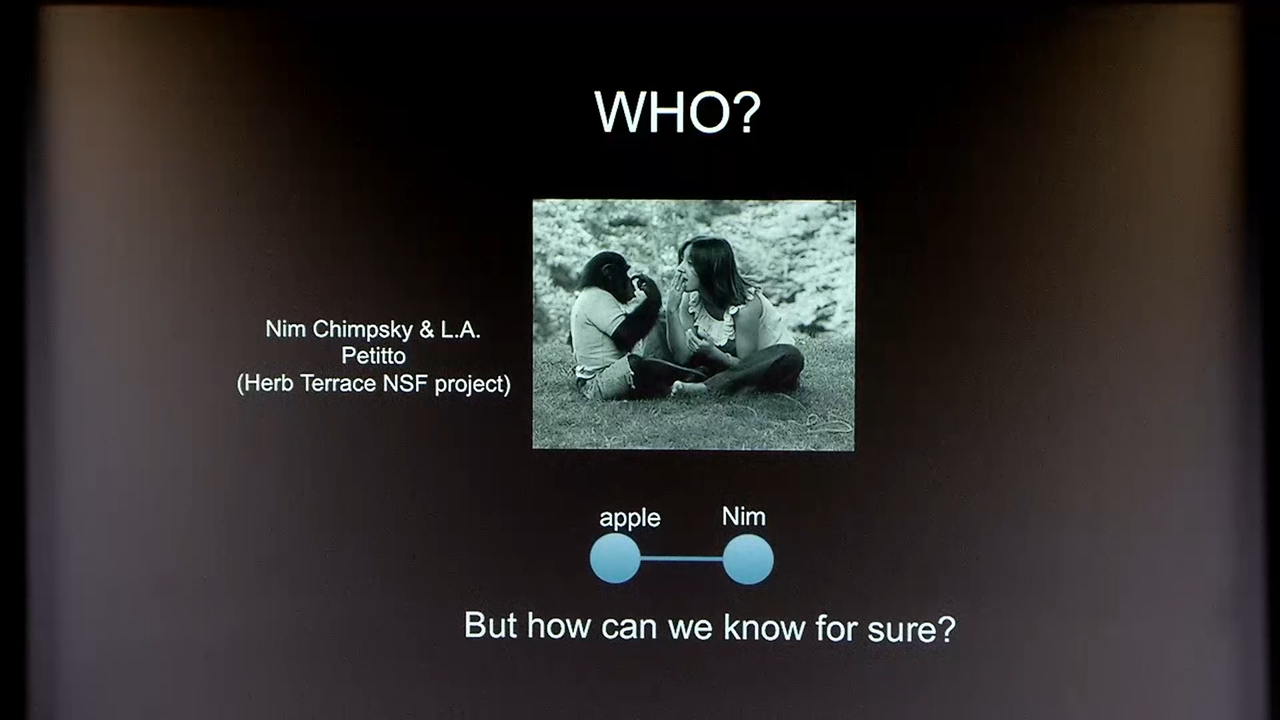 WHO?
Nim Chimpsky & L.A.
Petitto
(Herb Terrace NSF project)
apple Nim
But how can we know for sure?